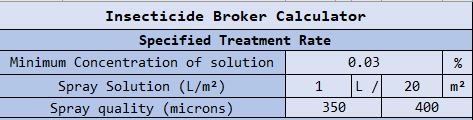 Insecticide Broker Calculator
Specified Treatment Rate
Minimum Concentration of solution 0.03 %
Spray Solution (L/m²) 1 L / 20 m²
Spray quality (microns) 350 400